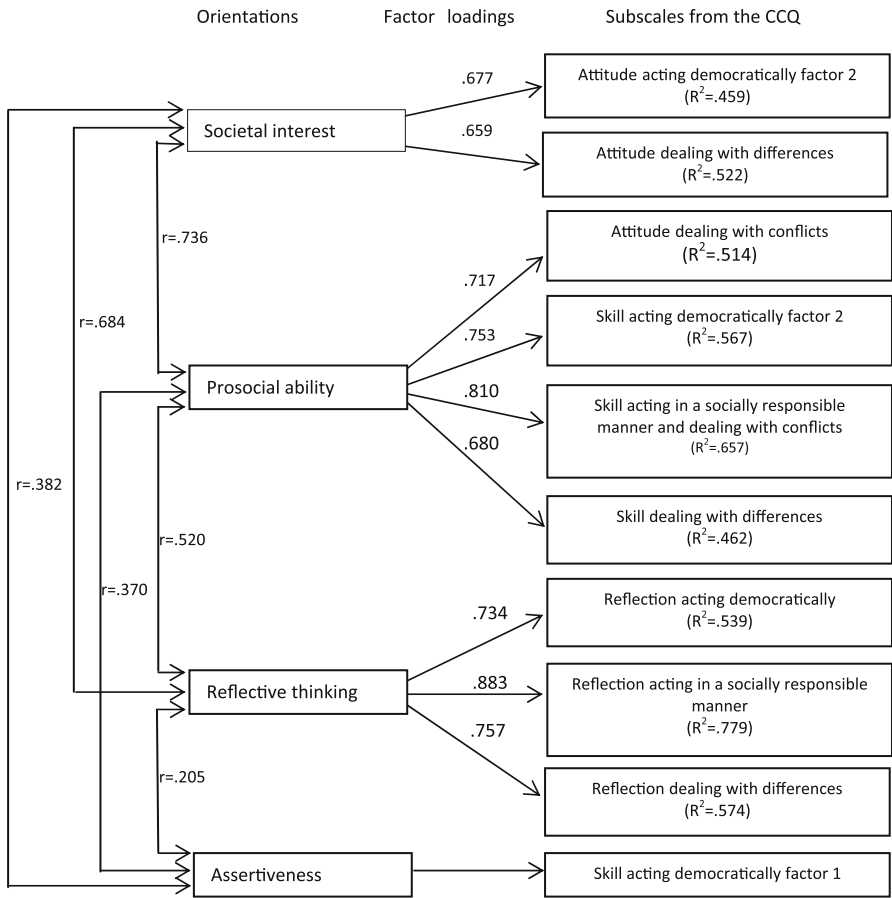 Orientations
Factor loadings
Subscales from the CCQ
.677
Attitude acting democratically factor 2
(R²=.459)
Societal interest
.659
Attitude dealing with differences
(R²=.522)
r=.736
Attitude dealing with conflicts
(R²=.514)
.717
r=.684
.753
Skill acting democratically factor 2
(R²=.567)
Prosocial ability
.810
Skill acting in a socially responsible
manner and dealing with conflicts
(R²=.657)
.680
r=.382
Skill dealing with differences
(R²=.462)
r=.520
r=.370
.734
Reflection acting democratically
(R²=.539)
Reflective thinking
.883
Reflection acting in a socially responsible
manner
(R²=.779)
.757
r=.205
Reflection dealing with differences
(R²=.574)
Assertiveness
Skill acting democratically factor 1